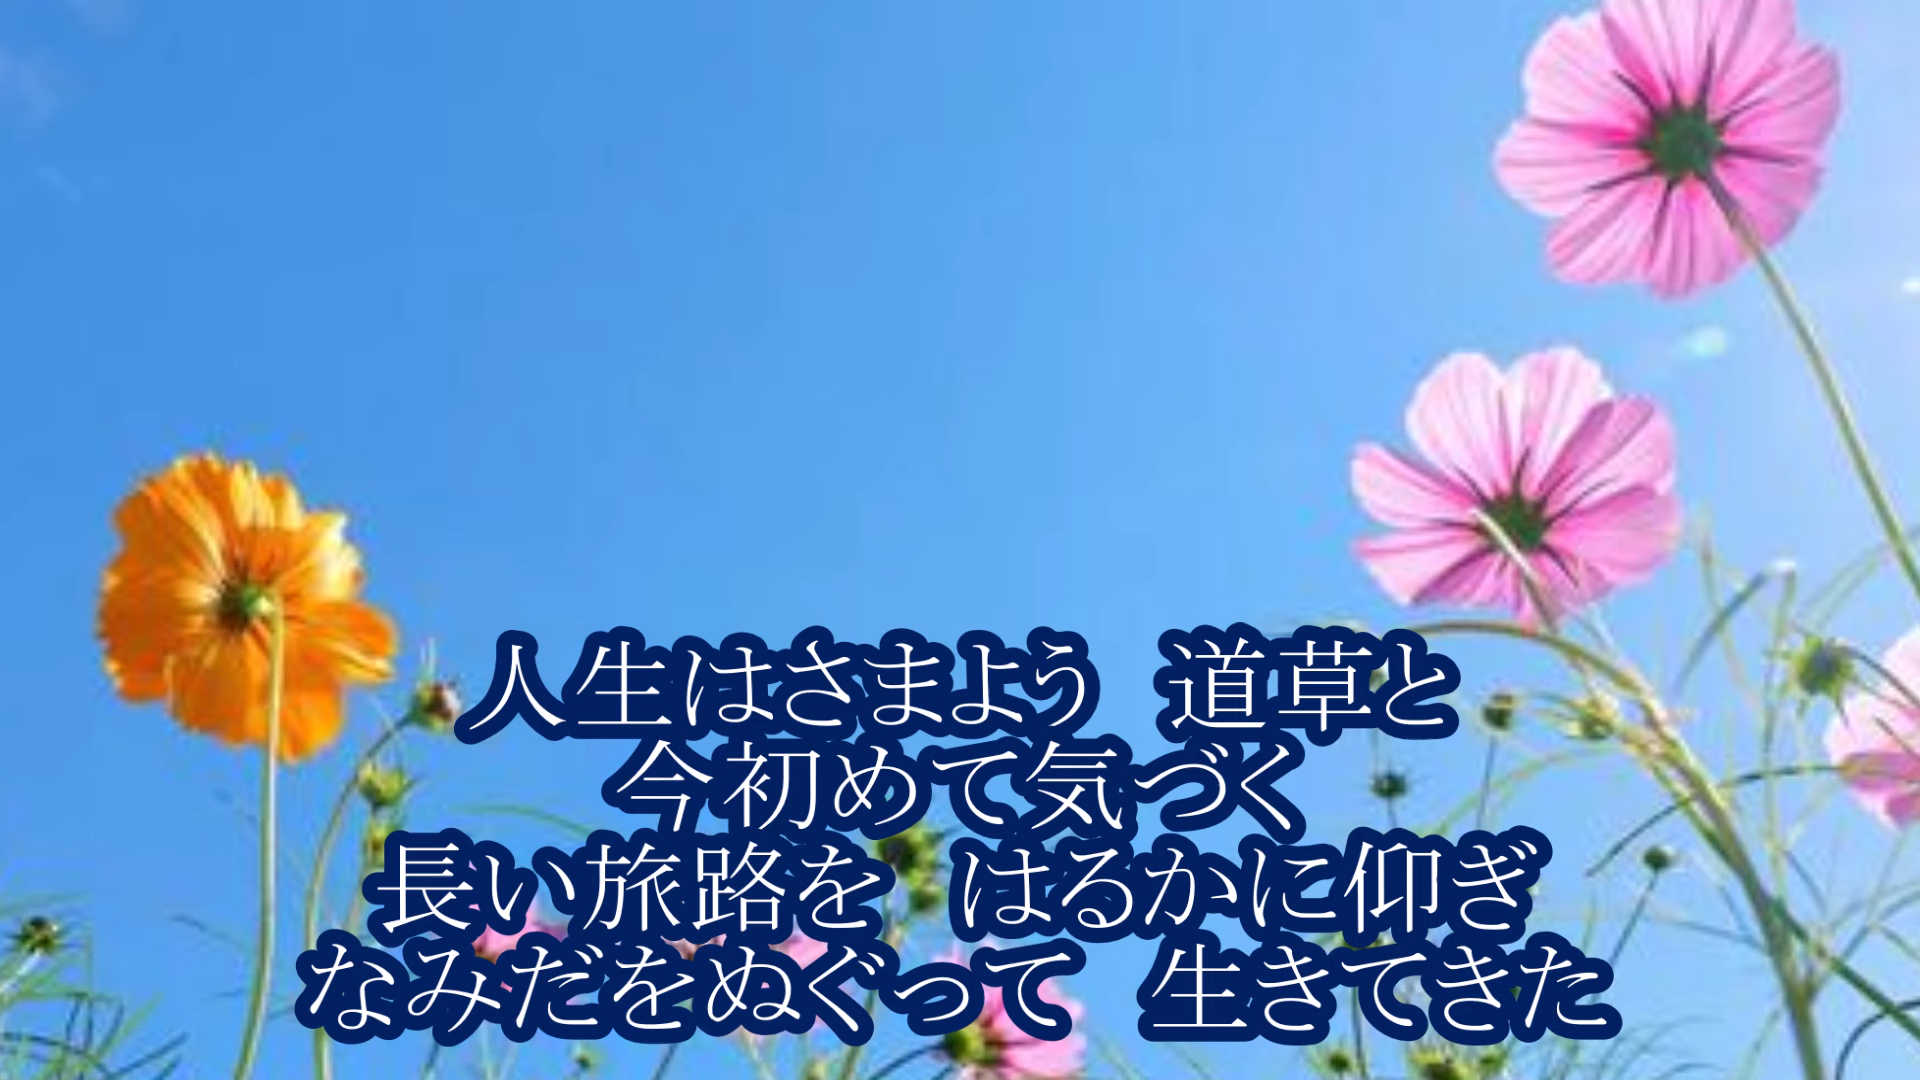 人生はさまよう　道草と
今初めて気づく
長い旅路を　はるかに仰ぎ
なみだをぬぐって　生きてきた